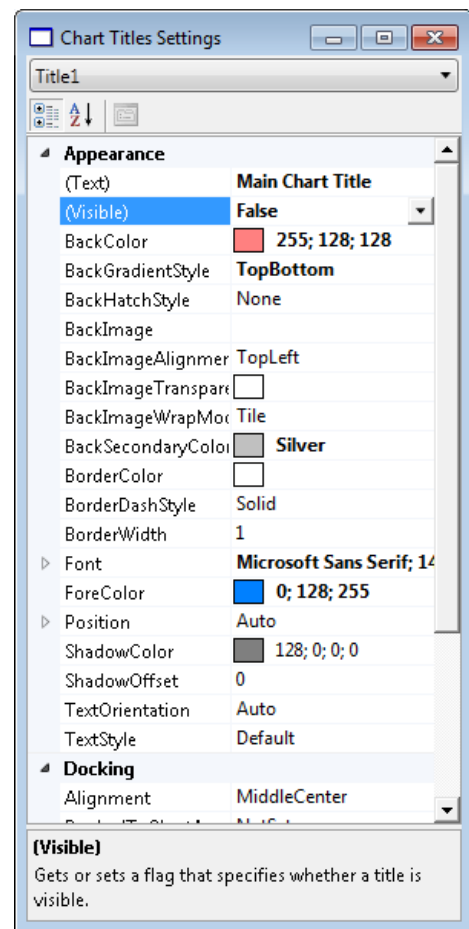 Chart Titles Settings
Title1
Appearance
(Text) Main Chart Title
(Visible) False
BackColor 255; 128; 128
BackGradientStyle TopBottom
BackHatchStyle None
BackImage
BackImageAlignmer TopLeft
BackImageTranspare
BackImageWrapMoc Tile
BackSecondaryColor Silver
BorderColor
BorderDashStyle Solid
BorderWidth 1
Font Microsoft Sans Serif; 14
ForeColor 0; 128; 255
Position Auto
ShadowColor 128; 0; 0; 0
ShadowOffset 0
TextOrientation Auto
TextStyle Default
Docking
Alignment MiddleCenter
(Visible)
Gets or sets a flag that specifies whether a title is
visible.